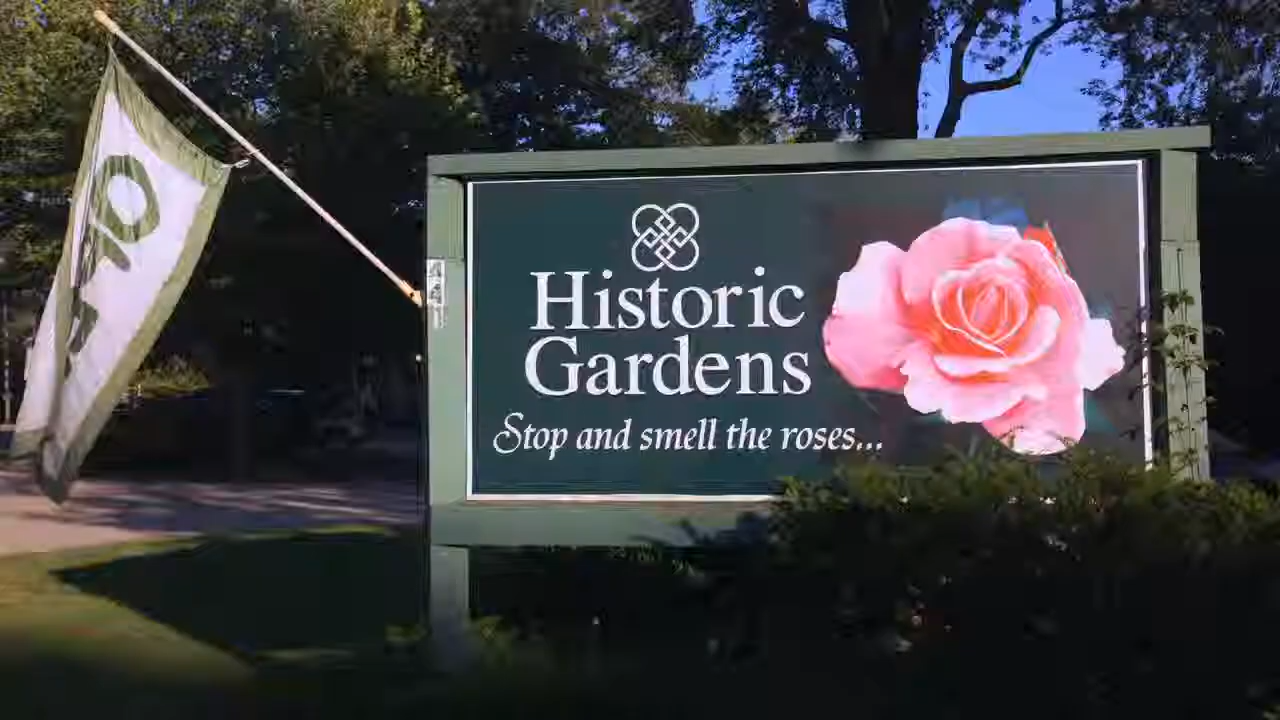 Historic
Gardens
Stop and smell the roses...